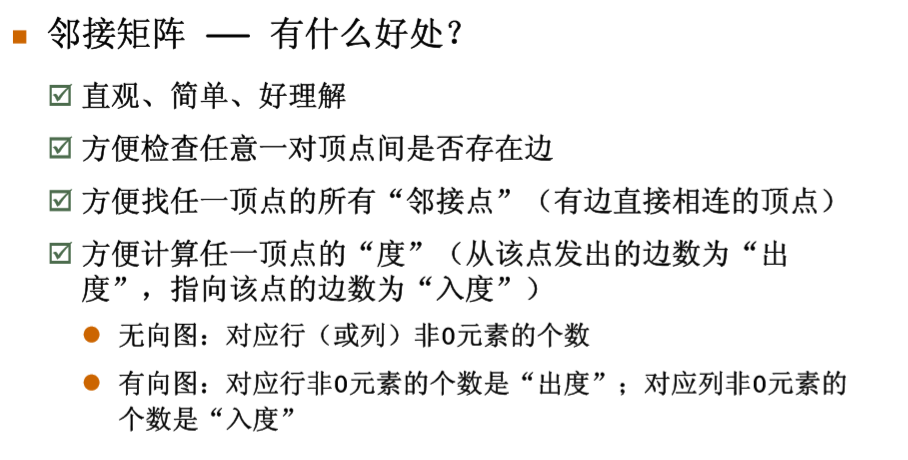 邻接矩阵 —— 有什么好处？
直观、简单、好理解
方便检查任意一对顶点间是否存在边
方便找任一顶点的所有“邻接点”（有边直接相连的顶点）
方便计算任一顶点的“度”（从该点发出的边数为“出
度”，指向该点的边数为“入度”）
无向图：对应行（或列）非0元素的个数
有向图：对应行非0元素的个数是“出度”；对应列非0元素的
个数是“入度”